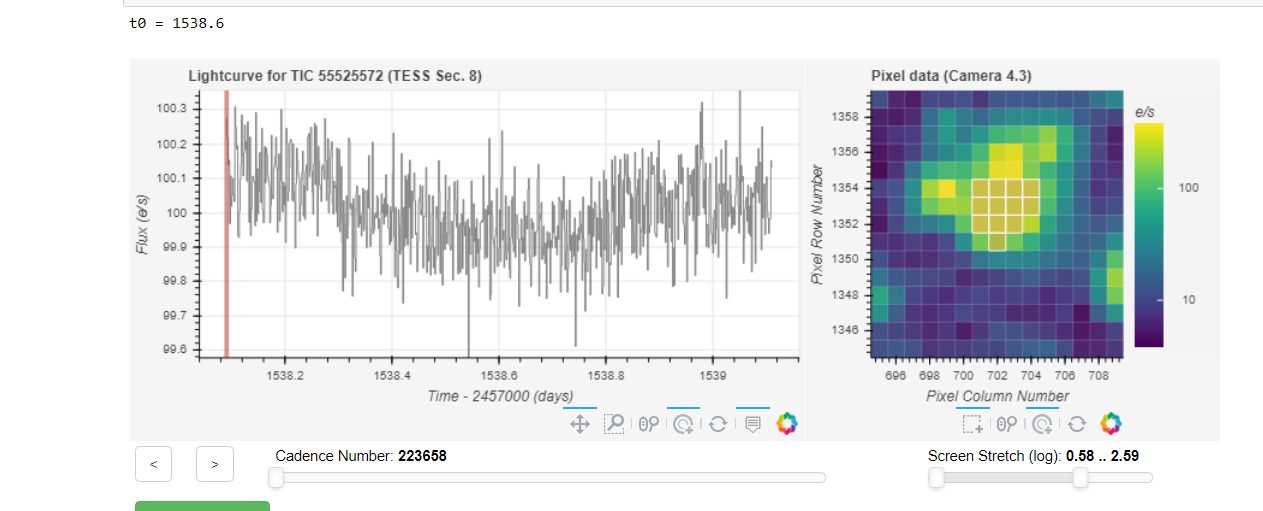 t0 = 1538.6
Lightcurve for TIC 55525572 (TESS Sec. 8)
Pixel data (Camera 4.3)
Flux (e/s)
100.3
100.2
100.1
100
99.9
99.8
99.7
99.6
1538.2 1538.4 1538.6 1538.8 1539
Time - 2457000 (days)
Pixel Row Number
1358
1356
1354
1352
1350
1348
1346
696 698 700 702 704 706 708
Pixel Column Number
e/s
100
10
< > Cadence Number: 223658
Screen Stretch (log): 0.58 .. 2.59